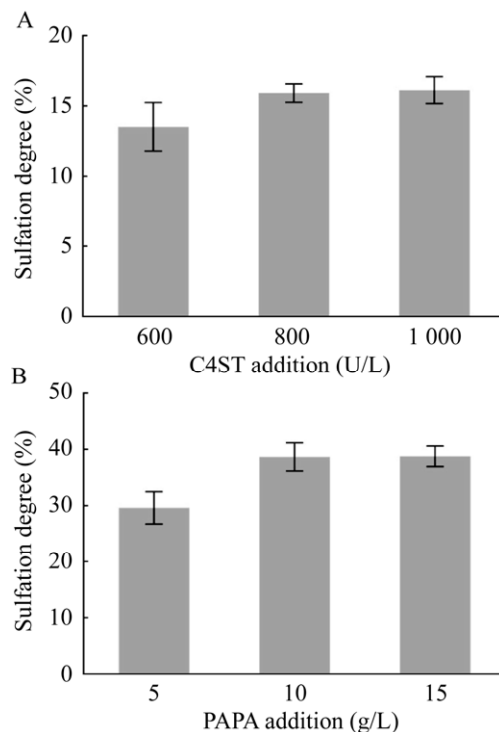 A
Sulfation degree (%)
20
15
10
5
0
600 800 1 000
C4ST addition (U/L)
B
Sulfation degree (%)
50
40
30
20
10
0
5 10 15
PAPA addition (g/L)